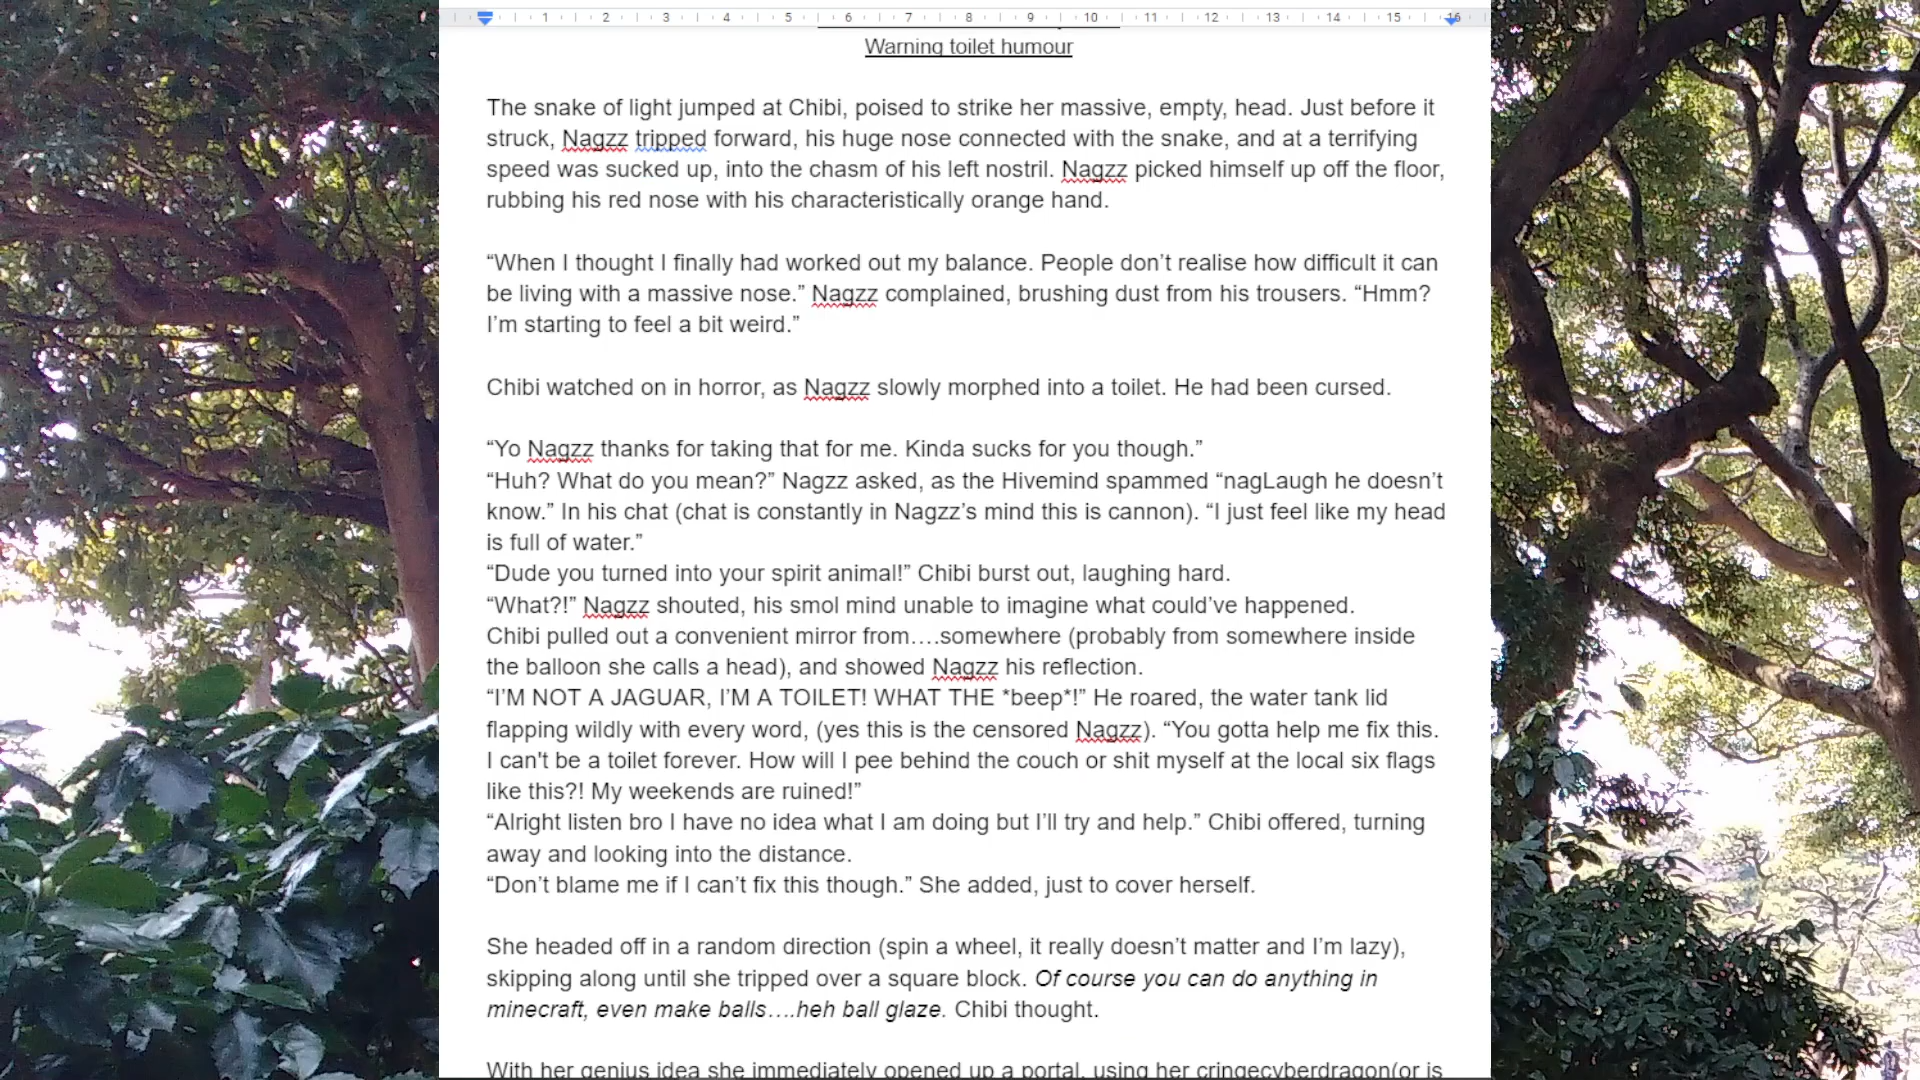 1 2 3 4 5 6 7 8 9 10 11 12 13 14 15 16
Warning toilet humour
The snake of light jumped at Chibi, poised to strike her massive, empty, head. Just before it
struck, Nagzz tripped forward, his huge nose connected with the snake, and at a terrifying
speed was sucked up, into the chasm of his left nostril. Nagzz picked himself up off the floor,
rubbing his red nose with his characteristically orange hand.
“When I thought I finally had worked out my balance. People don’t realise how difficult it can
be living with a massive nose.” Nagzz complained, brushing dust from his trousers. “Hmm?
I’m starting to feel a bit weird.”
Chibi watched on in horror, as Nagzz slowly morphed into a toilet. He had been cursed.
“Yo Nagzz thanks for taking that for me. Kinda sucks for you though.”
“Huh? What do you mean?” Nagzz asked, as the Hivemind spammed “nagLaugh he doesn’t
know.” In his chat (chat is constantly in Nagzz’s mind this is cannon). “I just feel like my head
is full of water.”
“Dude you turned into your spirit animal!” Chibi burst out, laughing hard.
“What?!” Nagzz shouted, his smol mind unable to imagine what could’ve happened.
Chibi pulled out a convenient mirror from….somewhere (probably from somewhere inside
the balloon she calls a head), and showed Nagzz his reflection.
“I’M NOT A JAGUAR, I’M A TOILET! WHAT THE *beep*!” He roared, the water tank lid
flapping wildly with every word, (yes this is the censored Nagzz). “You gotta help me fix this.
I can't be a toilet forever. How will I pee behind the couch or shit myself at the local six flags
like this?! My weekends are ruined!”
“Alright listen bro I have no idea what I am doing but I’ll try and help.” Chibi offered, turning
away and looking into the distance.
“Don’t blame me if I can’t fix this though.” She added, just to cover herself.
She headed off in a random direction (spin a wheel, it really doesn’t matter and I’m lazy),
skipping along until she tripped over a square block. Of course you can do anything in
minecraft, even make balls….heh ball glaze. Chibi thought.
With her genius idea she immediately opened up a portal, using her cringecyberdragon(or is